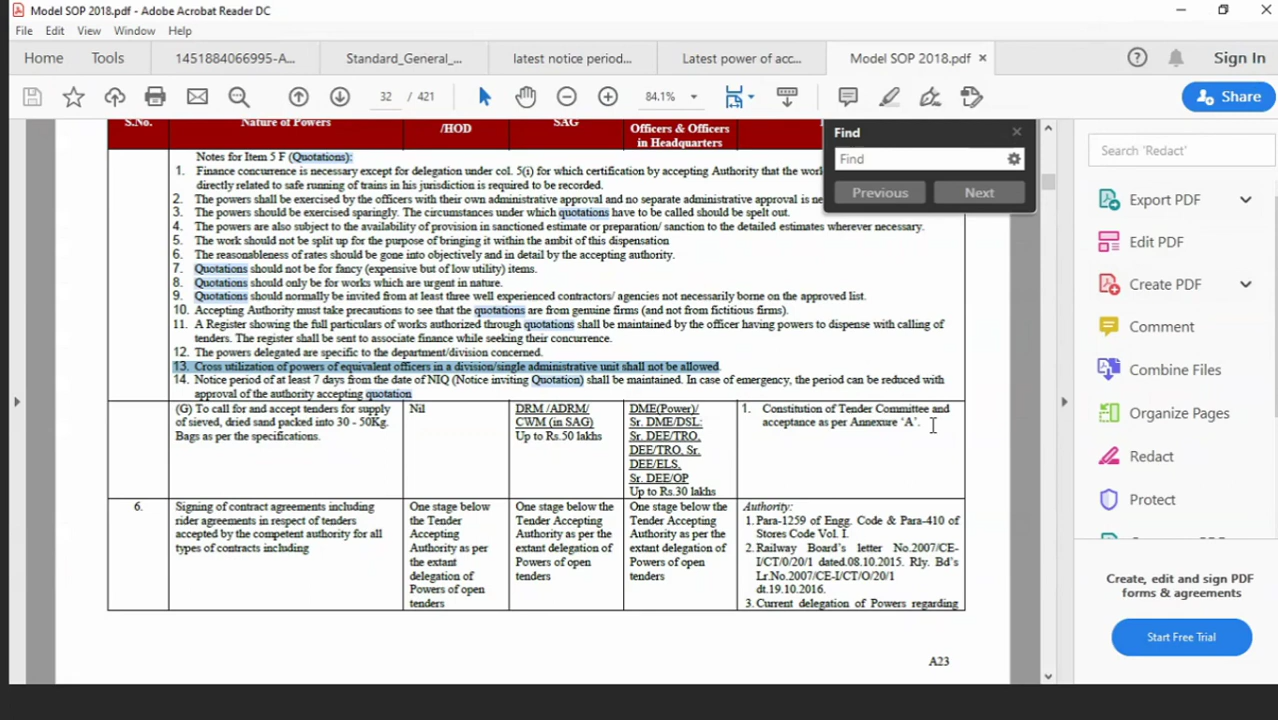 Model SOP 2018.pdf - Adobe Acrobat Reader DC
File Edit View Window Help
Home Tools 1451884066995-A... Standard_General_... latest notice period... Latest power of acc... Model SOP 2018.pdf Sign In
32 / 421 84.1% Share
S.No. Nature of Powers /HOD SAG Officers & Officers in Headquarters
Find
Find
Previous Next
Notes for Item 5 F (Quotations):
1. Finance concurrence is necessary except for delegation under col. 5(i) for which certification by accepting Authority that the work
directly related to safe running of trains in his jurisdiction is required to be recorded.
2. The powers shall be exercised by the officers with their own administrative approval and no separate administrative approval is ne
3. The powers should be exercised sparingly. The circumstances under which quotations have to be called should be spelt out.
4. The powers are also subject to the availability of provision in sanctioned estimate or preparation/ sanction to the detailed estimates wherever necessary.
5. The work should not be split up for the purpose of bringing it within the ambit of this dispensation
6. The reasonableness of rates should be gone into objectively and in detail by the accepting authority.
7. Quotations should not be for fancy (expensive but of low utility) items.
8. Quotations should only be for works which are urgent in nature.
9. Quotations should normally be invited from at least three well experienced contractors/ agencies not necessarily borne on the approved list.
10. Accepting Authority must take precautions to see that the quotations are from genuine firms (and not from fictitious firms).
11. A Register showing the full particulars of works authorized through quotations shall be maintained by the officer having powers to dispense with calling of
tenders. The register shall be sent to associate finance while seeking their concurrence.
12. The powers delegated are specific to the department/division concerned.
13. Cross utilization of powers of equivalent officers in a division/single administrative unit shall not be allowed.
14. Notice period of at least 7 days from the date of NIQ (Notice inviting Quotation) shall be maintained. In case of emergency, the period can be reduced with
approval of the authority accepting quotation
(G) To call for and accept tenders for supply
of sieved, dried sand packed into 30 - 50Kg.
Bags as per the specifications.
Nil
DRM /ADRM/
CWM (in SAG)
Up to Rs.50 lakhs
DME(Power)/
Sr. DME/DSL:
Sr. DEE/TRO,
DEE/TRO, Sr.
DEE/ELS,
Sr. DEE/OP
Up to Rs.30 lakhs
1. Constitution of Tender Committee and
acceptance as per Annexure ‘A’.
6.
Signing of contract agreements including
rider agreements in respect of tenders
accepted by the competent authority for all
types of contracts including
One stage below
the Tender
Accepting
Authority as per
the extant
delegation of
Powers of open
tenders
One stage below the
Tender Accepting
Authority as per the
extant delegation of
Powers of open
tenders
One stage below the
Tender Accepting
Authority as per the
extant delegation of
Powers of open
tenders
Authority:
1. Para-1259 of Engg. Code & Para-410 of
Stores Code Vol. I.
2. Railway Board's letter No.2007/CE-
I/CT/0/20/1 dated.08.10.2015. Rly. Bd's
Lr.No.2007/CE-I/CT/O/20/1
dt.19.10.2016.
3. Current delegation of Powers regarding
A23
Search 'Redact'
Export PDF
Edit PDF
Create PDF
Comment
Combine Files
Organize Pages
Redact
Protect
Create, edit and sign PDF
forms & agreements
Start Free Trial